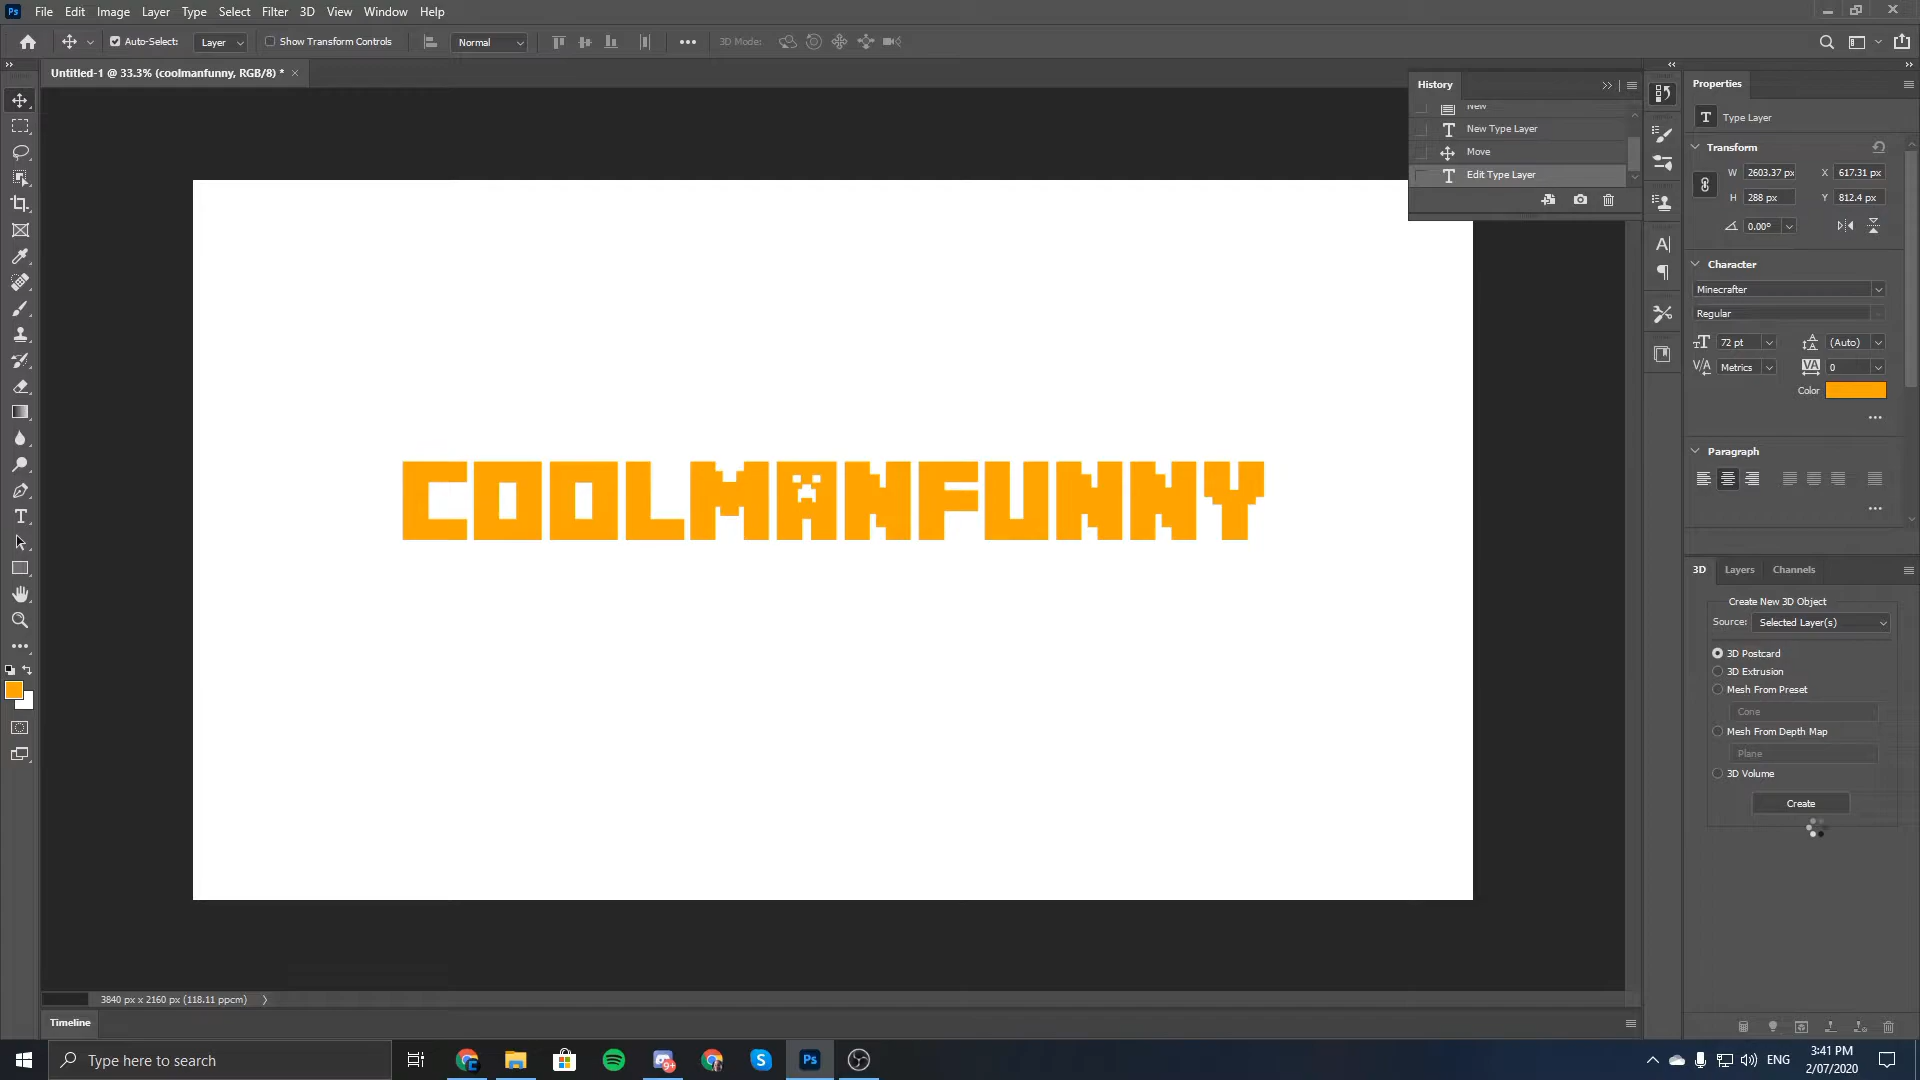 Ps File Edit Image Layer Type Select Filter 3D View Window Help
Auto-Select: Layer Show Transform Controls Normal 3D Mode:
Untitled-1 @ 33.3% (coolmanfunny, RGB/8) *
History
New
New Type Layer
Move
Edit Type Layer
Properties
T Type Layer
Transform
W 2603.37 px X 617.31 px
H 288 px Y 812.4 px
0.00°
Character
Minecrafter
Regular
72 pt (Auto)
Metrics 0
Color
Paragraph
COOLMANFUNNY
3D Layers Channels
Create New 3D Object
Source: Selected Layer(s)
3D Postcard
3D Extrusion
Mesh From Preset
Cone
Mesh From Depth Map
Plane
3D Volume
Create
3840 px x 2160 px (118.11 ppcm)
Timeline
Type here to search
9+
Ps
ENG
3:41 PM
2/07/2020